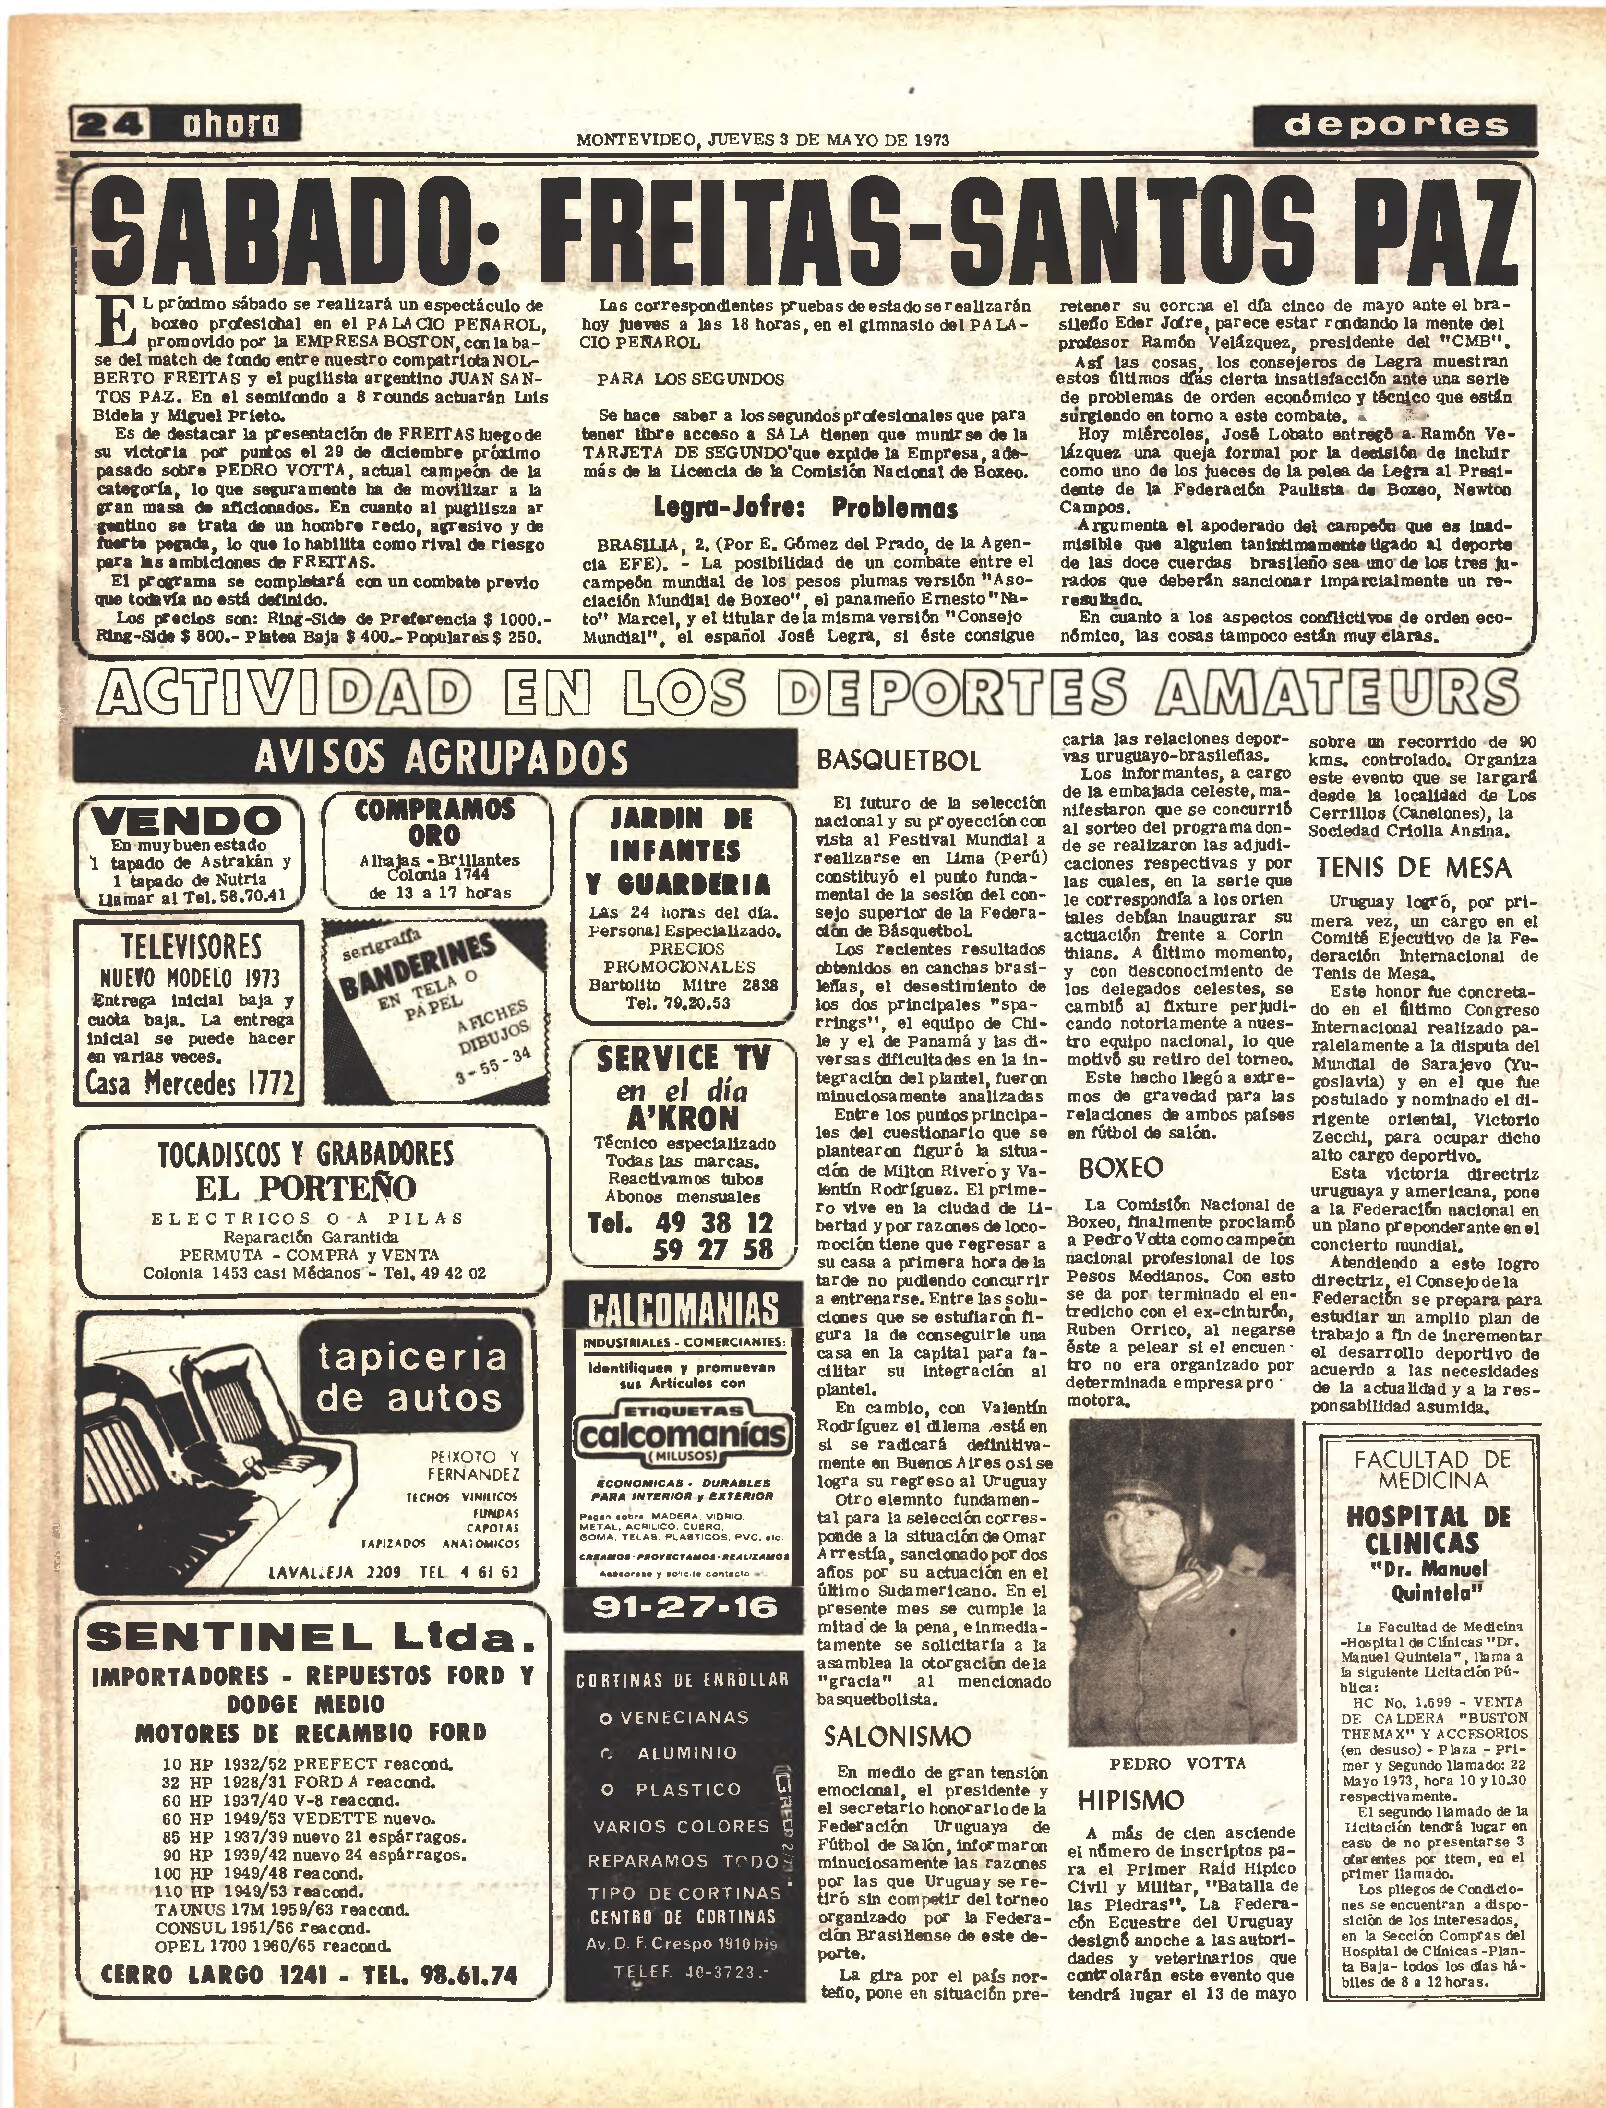 24 ahora
MONTEVIDEO, JUEVES 3 DE MAYO DE 1973
deportes
SABADO: FREITAS-SANTOS PAZ
EL próximo sábado se realizará un espectáculo de
boxeo profesional en el PALACIO PEÑAROL,
promovido por la EMPRESA BOSTON, con la ba-
se del match de fondo entre nuestro compatriota NOL-
BERTO FREITAS y el pugilista argentino JUAN SAN-
TOS PAZ. En el semifondo a 8 rounds actuarán Luis
Bidela y Miguel Prieto.
Es de destacar la presentación de FREITAS luego de
su victoria por puntos el 29 de diciembre próximo
pasado sobre PEDRO VOTTA, actual campeón de la
categoría, lo que seguramente ha de movilizar a la
gran masa de aficionados. En cuanto al pugilisza ar
gentino se trata de un hombre recio, agresivo y de
fuerte pegada, lo que lo habilita como rival de riesgo
para las ambiciones de FREITAS.
El programa se completará con un combate previo
que todavía no está definido.
Los precios son: Ring-Side de Preferencia $ 1000.-
Ring-Side $ 800.- Platea Baja $ 400.- Populares $ 250.
Las correspondientes pruebas de estado se realizarán
hoy jueves a las 18 horas, en el gimnasio del PALA-
CIO PEÑAROL
PARA LOS SEGUNDOS
Se hace saber a los segundos profesionales que para
tener libre acceso a SALA tienen que munirse de la
TARJETA DE SEGUNDO que expide la Empresa, ade-
más de la Licencia de la Comisión Nacional de Boxeo.
Legra-Jofre: Problemas
BRASILIA, 2. (Por E. Gómez del Prado, de la Agen-
cia EFE). - La posibilidad de un combate entre el
campeón mundial de los pesos plumas versión "Aso-
ciación Mundial de Boxeo", el panameño Ernesto "Ña-
to" Marcel, y el titular de la misma versión "Consejo
Mundial", el español José Legra, si éste consigue
retener su corona el día cinco de mayo ante el bra-
sileño Eder Jofre, parece estar rondando la mente del
profesor Ramón Velázquez, presidente del "CMB".
Así las cosas, los consejeros de Legra muestran
estos últimos días cierta insatisfacción ante una serie
de problemas de orden económico y técnico que están
surgiendo en torno a este combate.
Hoy miércoles, José Lobato entregó a Ramón Ve-
lázquez una queja formal por la decisión de incluir
como uno de los jueces de la pelea de Legra al Presi-
dente de la Federación Paulista de Boxeo, Newton
Campos.
Argumenta el apoderado del campeón que es inad-
misible que alguien tan intimamente ligado al deporte
de las doce cuerdas brasileño sea uno de los tres ju-
rados que deberán sancionar imparcialmente un re-
resultado.
En cuanto a los aspectos conflictivos de orden eco-
nómico, las cosas tampoco están muy claras.
ACTIVIDAD EN LOS DEPORTES AMATEURS
AVISOS AGRUPADOS
VENDO
En muy buen estado
1 tapado de Astrakán y
1 tapado de Nutria
Llamar al Tel. 58.70.41
COMPRAMOS
ORO
Alhajas - Brillantes
Colonia 1744
de 13 a 17 horas
JARDIN DE
INFANTES
Y GUARDERIA
Las 24 horas del día.
Personal Especializado.
PRECIOS
PROMOCIONALES
Bartolito Mitre 2838
Tel. 79.20.53
TELEVISORES
NUEVO MODELO 1973
Entrega inicial baja y
cuota baja. La entrega
inicial se puede hacer
en varias veces.
Casa Mercedes 1772
serigraffa
BANDERINES
EN TELA O
PAPEL
AFICHES
DIBUJOS
3-55-34
SERVICE TV
en el día
A'KRON
Técnico especializado
Todas las marcas.
Reactivamos tubos
Abonos mensuales
Tel. 49 38 12
59 27 58
TOCADISCOS Y GRABADORES
EL PORTEÑO
ELECTRICOS O A PILAS
Reparación Garantida
PERMUTA - COMPRA y VENTA
Colonia 1453 casi Médanos - Tel. 49 42 02
tapiceria
de autos
PEIXOTO Y
FERNANDEZ
TECHOS VINILICOS
FUNDAS
CAPOTAS
TAPIZADOS ANATOMICOS
LAVALLEJA 2209 TEL 4 61 62
CALCOMANIAS
INDUSTRIALES - COMERCIANTES:
Identifiquen y promuevan
sus Artículos con
ETIQUETAS
calcomanías
(MILUSOS)
ECONOMICAS - DURABLES
PARA INTERIOR y EXTERIOR
Pegan sobre MADERA, VIDRIO,
METAL, ACRILICO, CUERO,
GOMA, TELAS, PLASTICOS, PVC, etc.
CREAMOS-PROYECTAMOS-REALIZAMOS
Asesorese y solicite contacto
91-27-16
SENTINEL Ltda.
IMPORTADORES - REPUESTOS FORD Y
DODGE MEDIO
MOTORES DE RECAMBIO FORD
10 HP 1932/52 PREFECT reacond.
32 HP 1928/31 FORD A reacond.
60 HP 1937/40 V-8 reacond.
60 HP 1949/53 VEDETTE nuevo.
85 HP 1937/39 nuevo 21 espárragos.
90 HP 1939/42 nuevo 24 espárragos.
100 HP 1949/48 reacond.
110 HP 1949/53 reacond.
TAUNUS 17M 1959/63 reacond.
CONSUL 1951/56 reacond.
OPEL 1700 1960/65 reacond.
CERRO LARGO 1241 - TEL. 98.61.74
CORTINAS DE ENROLLAR
O VENECIANAS
ALUMINIO
O PLASTICO
VARIOS COLORES
REPARAMOS TODO
TIPO DE CORTINAS
CENTRO DE CORTINAS
Av. D. F. Crespo 1910 bis
TELEF. 40-3723.-
BASQUETBOL
El futuro de la selección
nacional y su proyección con
vista al Festival Mundial a
realizarse en Lima (Perú)
constituyó el punto funda-
mental de la sesión del con-
sejo superior de la Federa-
ción de Básquetbol.
Los recientes resultados
obtenidos en canchas brasi-
leñas, el desestimiento de
los dos principales "spa-
rrings", el equipo de Chi-
le y el de Panamá y las di-
versas dificultades en la in-
tegración del plantel, fueron
minuciosamente analizadas
Entre los puntos principa-
les del cuestionario que se
plantearon figuró la situa-
ción de Milton Rivero y Va-
lentín Rodríguez. El prime-
ro vive en la ciudad de Li-
bertad y por razones de loco-
moción tiene que regresar a
su casa a primera hora de la
tarde no pudiendo concurrir
a entrenarse. Entre las solu-
ciones que se estufiaron fi-
gura la de conseguirle una
casa en la capital para fa-
cilitar su integración al
plantel.
En cambio, con Valentín
Rodríguez el dilema está en
si se radicará definitiva-
mente en Buenos Aires o si se
logra su regreso al Uruguay
Otro elemnto fundamen-
tal para la selección corres-
ponde a la situación de Omar
Arrestía, sancionado por dos
años por su actuación en el
último Sudamericano. En el
presente mes se cumple la
mitad de la pena, e inmedia-
tamente se solicitaría a la
asamblea la otorgación de la
"gracia" al mencionado
basquetbolista.
SALONISMO
En medio de gran tensión
emocional, el presidente y
el secretario honorario de la
Federación Uruguaya de
Fútbol de Salón, informaron
minuciosamente las razones
por las que Uruguay se re-
tiró sin competir del torneo
organizado por la Federa-
ción Brasiliense de este de-
porte.
La gira por el país nor-
teño, pone en situación pre-
caria las relaciones depor-
vas uruguayo-brasileñas.
Los informantes, a cargo
de la embajada celeste, ma-
nifestaron que se concurrió
al sorteo del programa don-
de se realizaron las adjudi-
caciones respectivas y por
las cuales, en la serie que
le correspondía a los orien
tales debían inaugurar su
actuación frente a Corin
thians. A último momento,
y con desconocimiento de
los delegados celestes, se
cambió al fixture perjudi-
cando notoriamente a nues-
tro equipo nacional, lo que
motivó su retiro del torneo.
Este hecho llegó a extre-
mos de gravedad para las
relaciones de ambos países
en fútbol de salón.
BOXEO
La Comisión Nacional de
Boxeo, finalmente proclamó
a Pedro Votta como campeón
nacional profesional de los
Pesos Medianos. Con esto
se da por terminado el en-
tredicho con el ex-cinturón,
Ruben Orrico, al negarse
éste a pelear si el encuen-
tro no era organizado por
determinada empresa pro-
motora.
PEDRO VOTTA
HIPISMO
A más de cien asciende
el número de inscriptos pa-
ra el Primer Raid Hípico
Civil y Militar, "Batalla de
las Piedras". La Federa-
cón Ecuestre del Uruguay
designó anoche a las autori-
dades y veterinarios que
controlarán este evento que
tendrá lugar el 13 de mayo
sobre un recorrido de 90
kms. controlado. Organiza
este evento que se largará
desde la localidad de Los
Cerrillos (Canelones), la
Sociedad Criolla Ansina.
TENIS DE MESA
Uruguay logró, por pri-
mera vez, un cargo en el
Comité Ejecutivo de la Fe-
deración Internacional de
Tenis de Mesa.
Este honor fue concreta-
do en el último Congreso
Internacional realizado pa-
ralelamente a la disputa del
Mundial de Sarajevo (Yu-
goslavia) y en el que fue
postulado y nominado el di-
rigente oriental, Victorio
Zecchi, para ocupar dicho
alto cargo deportivo.
Esta victoria directriz
uruguaya y americana, pone
a la Federación nacional en
un plano preponderante en el
concierto mundial.
Atendiendo a este logro
directriz, el Consejo de la
Federación se prepara para
estudiar un amplio plan de
trabajo a fin de incrementar
el desarrollo deportivo de
acuerdo a las necesidades
de la actualidad y a la res-
ponsabilidad asumida.
FACULTAD DE
MEDICINA
HOSPITAL DE
CLINICAS
"Dr. Manuel
Quintela"
La Facultad de Medicina
-Hospital de Clínicas "Dr.
Manuel Quintela", llama a
la siguiente Licitación Pú-
blica:
HC No. 1.699 - VENTA
DE CALDERA "BUSTON
THEMAX" Y ACCESORIOS
(en desuso) - Plaza - Pri-
mer y Segundo llamado: 22
Mayo 1973, hora 10 y 10.30
respectivamente.
El segundo llamado de la
Licitación tendrá lugar en
caso de no presentarse 3
oferentes por item, en el
primer llamado.
Los pliegos de Condicio-
nes se encuentran a dispo-
sición de los interesados,
en la Sección Compras del
Hospital de Clínicas -Plan-
ta Baja- todos los días há-
biles de 8 a 12 horas.